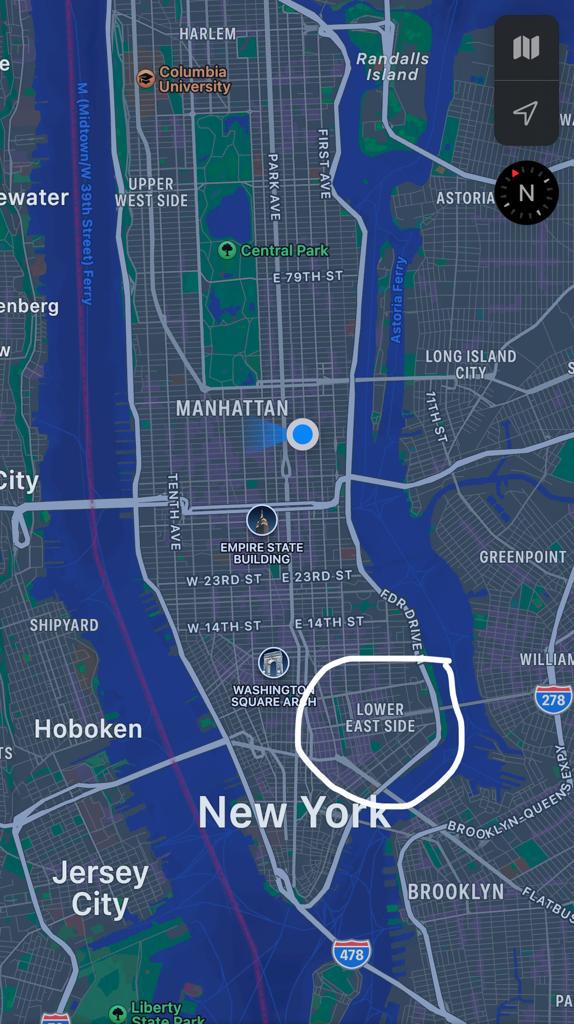 HARLEM
Randalls
Island
Columbia
University
M (Midtown/W 39th Street) Ferry
FIRST AVE
PARK AVE
N
UPPER
WEST SIDE
ewater
ASTORIA
Central Park
E 79TH ST
Astoria Ferry
enberg
LONG ISLAND
CITY
11TH ST
MANHATTAN
City
TENTH AVE
EMPIRE STATE
BUILDING
GREENPOINT
W 23RD ST
E 23RD ST
FDR DRIVE
SHIPYARD
W 14TH ST
E 14TH ST
WILLIAM
WASHINGTON
SQUARE ARCH
278
LOWER
EAST SIDE
Hoboken
TS
New York
BROOKLYN-QUEENS EXPY
Jersey
City
BROOKLYN
FLATBUS
478
PA
Liberty
State Park